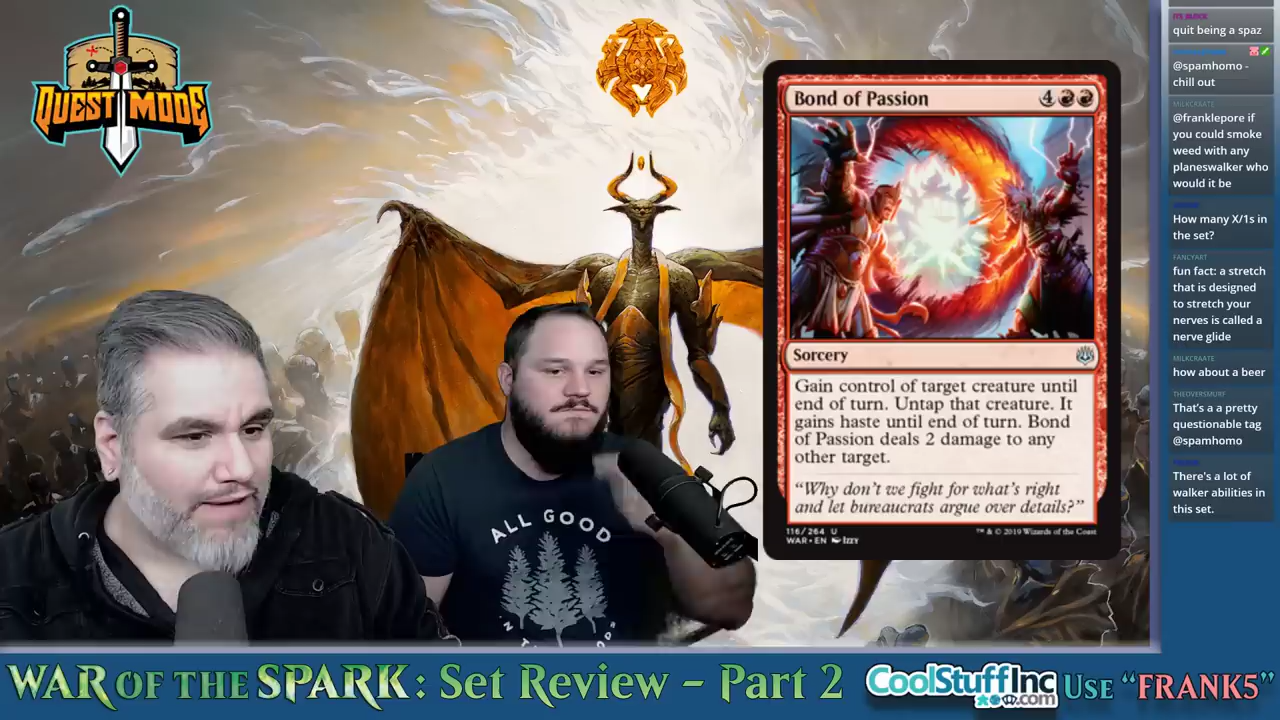 QUEST MODE
Bond of Passion 4
Sorcery
Gain control of target creature until
end of turn. Untap that creature. It
gains haste until end of turn. Bond
of Passion deals 2 damage to any
other target.
“Why don’t we fight for what’s right
and let bureaucrats argue over details?”
116/264 U
WAR • EN IZZY
™ & © 2019 Wizards of the Coast
ALL GOOD
quit being a spaz
@spamhomo -
chill out
MILKCRAATE
@franklepore if
you could smoke
weed with any
planeswalker who
would it be
How many X/1s in
the set?
FANCYART
fun fact: a stretch
that is designed
to stretch your
nerves is called a
nerve glide
MILKCRAATE
how about a beer
THEOVERSMURF
That's a a pretty
questionable tag
@spamhomo
There's a lot of
walker abilities in
this set.
WAR OF THE SPARK: Set Review - Part 2
CoolStuffInc
.com
USE “FRANK5”